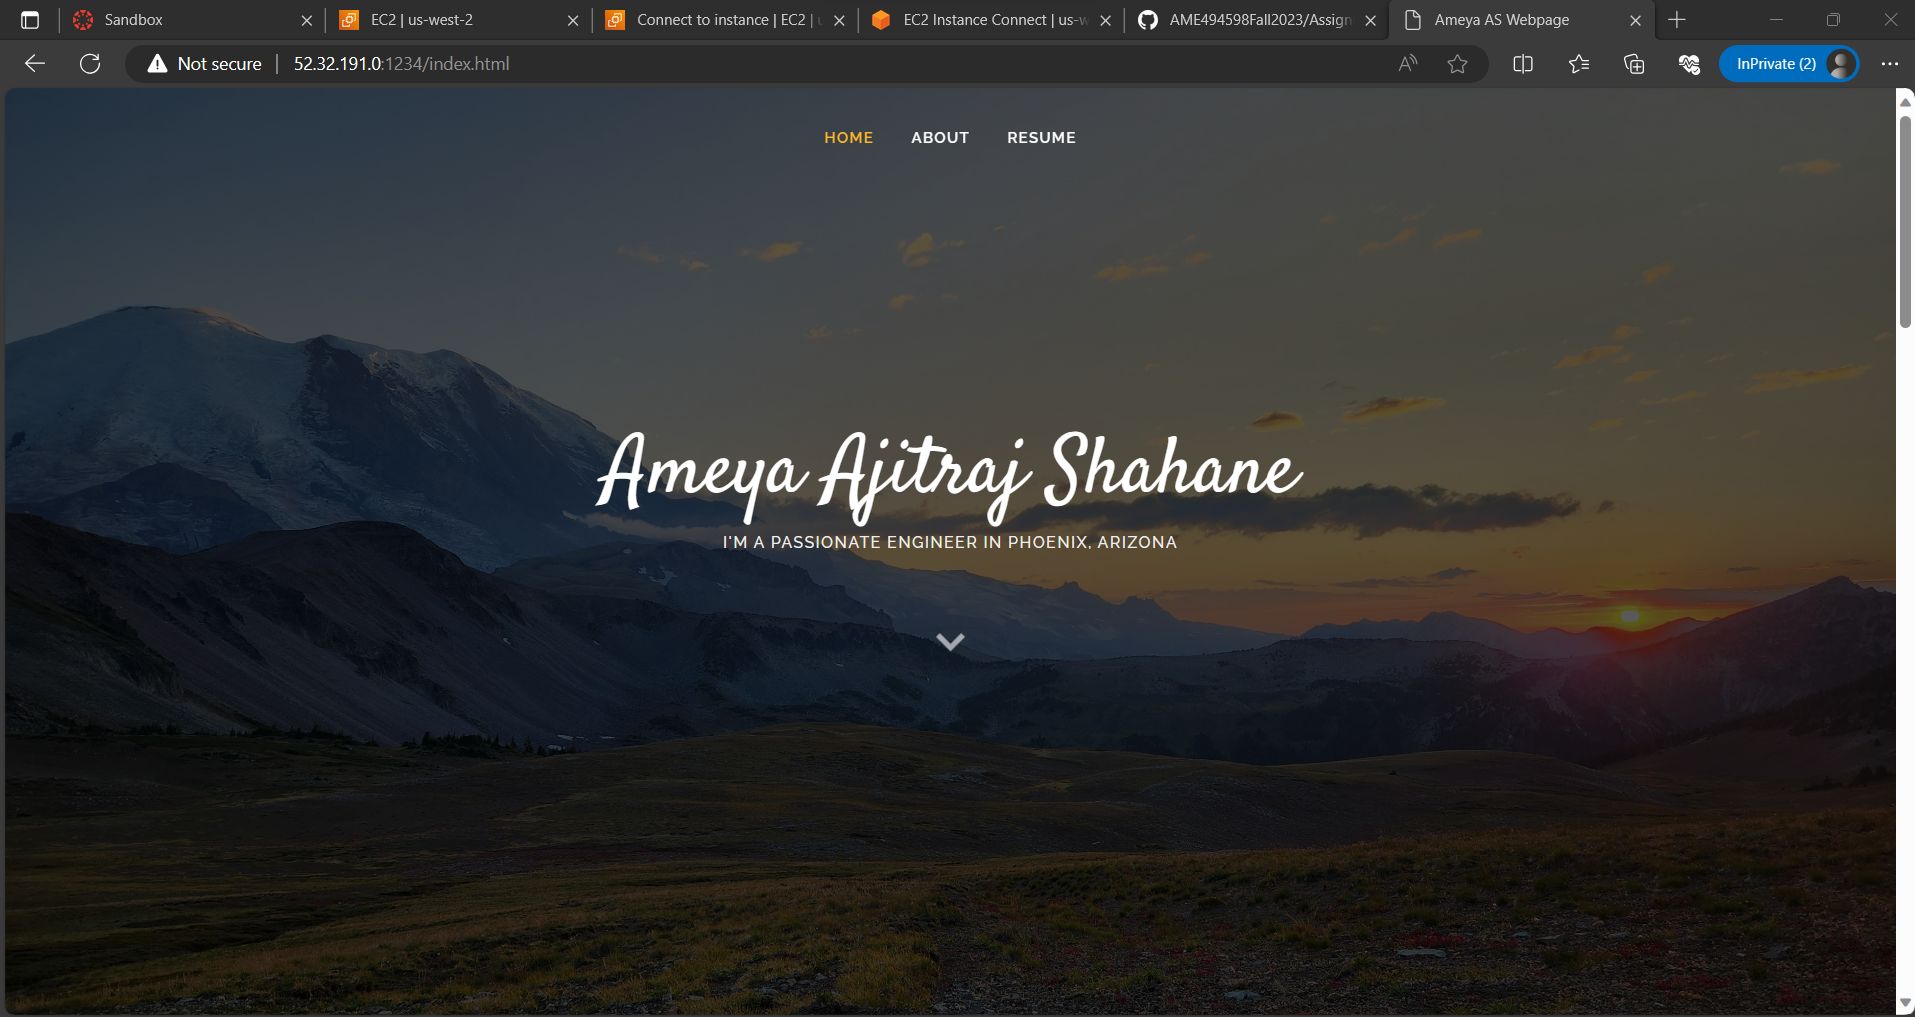 Sandbox
EC2 | us-west-2
Connect to instance | EC2 |
EC2 Instance Connect | us-w
AME494598Fall2023/Assign
Ameya AS Webpage
Not secure
52.32.191.0:1234/index.html
InPrivate (2)
HOME ABOUT RESUME
Ameya Ajitraj Shahane
I'M A PASSIONATE ENGINEER IN PHOENIX, ARIZONA